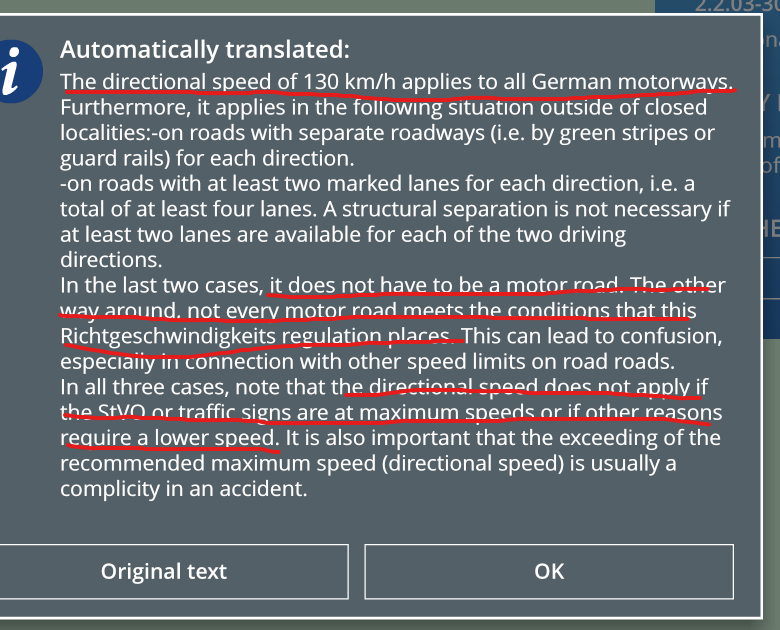 2.2.03-30
Automatically translated:
The directional speed of 130 km/h applies to all German motorways.
Furthermore, it applies in the following situation outside of closed
localities:-on roads with separate roadways (i.e. by green stripes or
guard rails) for each direction.
-on roads with at least two marked lanes for each direction, i.e. a
total of at least four lanes. A structural separation is not necessary if
at least two lanes are available for each of the two driving
directions.
In the last two cases, it does not have to be a motor road. The other
way around, not every motor road meets the conditions that this
Richtgeschwindigkeits regulation places. This can lead to confusion,
especially in connection with other speed limits on road roads.
In all three cases, note that the directional speed does not apply if
the StVO or traffic signs are at maximum speeds or if other reasons
require a lower speed. It is also important that the exceeding of the
recommended maximum speed (directional speed) is usually a
complicity in an accident.
Original text
OK